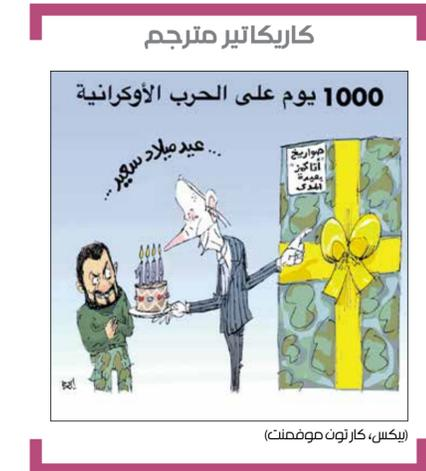 كاريكاتير مترجم
1000 يوم على الحرب الأوكرانية
... عيد ميلاد سعيد ...
صواريخ
"أتاكمز"
بعيدة
المدى
(بيكس، كارتون موفمنت)